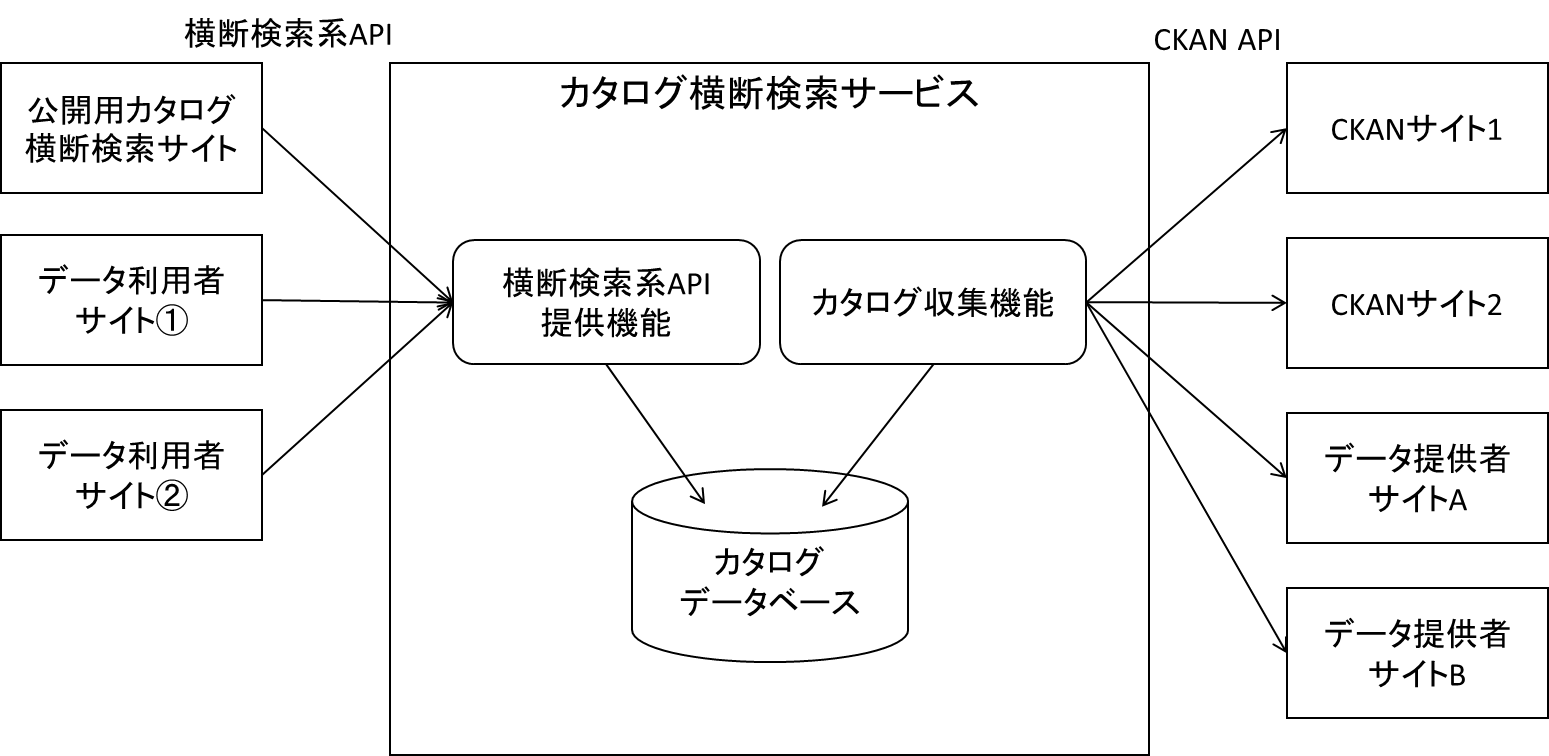 横断検索系API
CKAN API
カタログ横断検索サービス
公開用カタログ
横断検索サイト
データ利用者
サイト①
データ利用者
サイト②
横断検索系API
提供機能
カタログ収集機能
カタログ
データベース
CKANサイト1
CKANサイト2
データ提供者
サイトA
データ提供者
サイトB